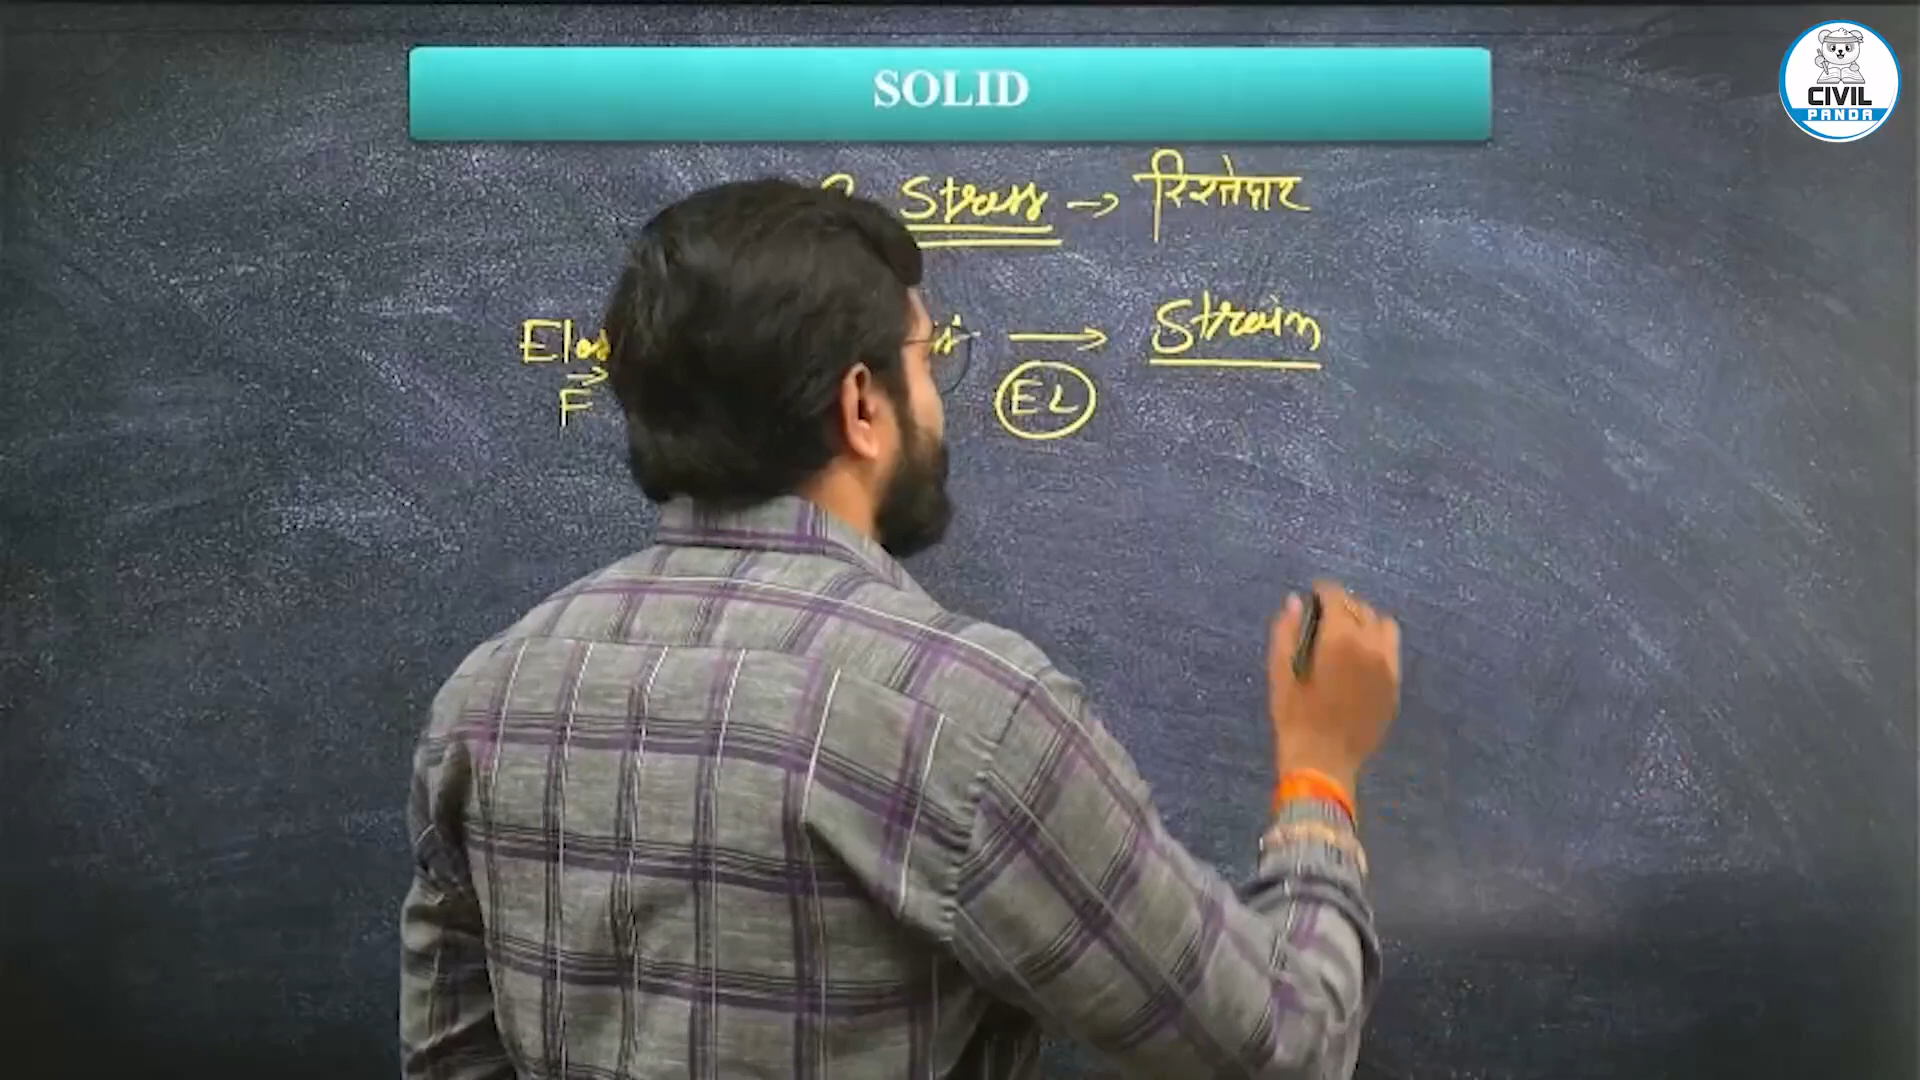 SOLID
CIVIL
PANDA
Stress → रिश्तेदार
→ Strain
F
EL